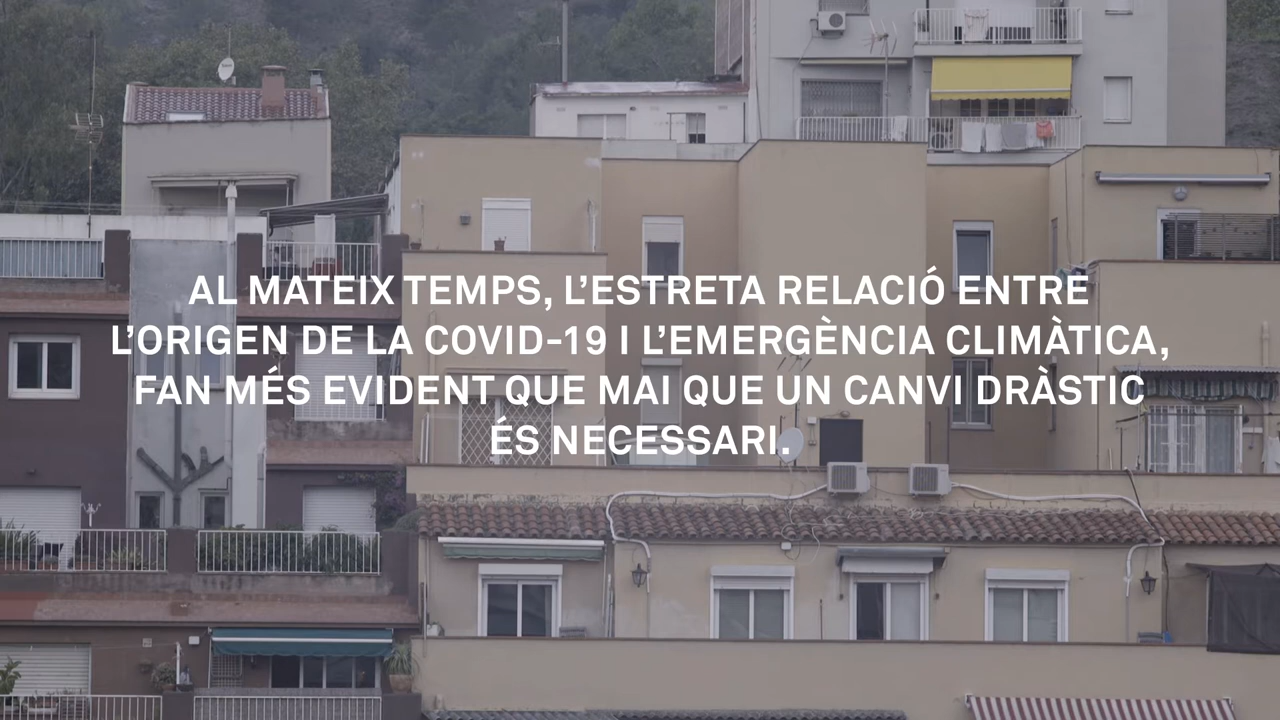 AL MATEIX TEMPS, L’ESTRETA RELACIÓ ENTRE
L’ORIGEN DE LA COVID-19 I L’EMERGÈNCIA CLIMÀTICA,
FAN MÉS EVIDENT QUE MAI QUE UN CANVI DRÀSTIC
ÉS NECESSARI.